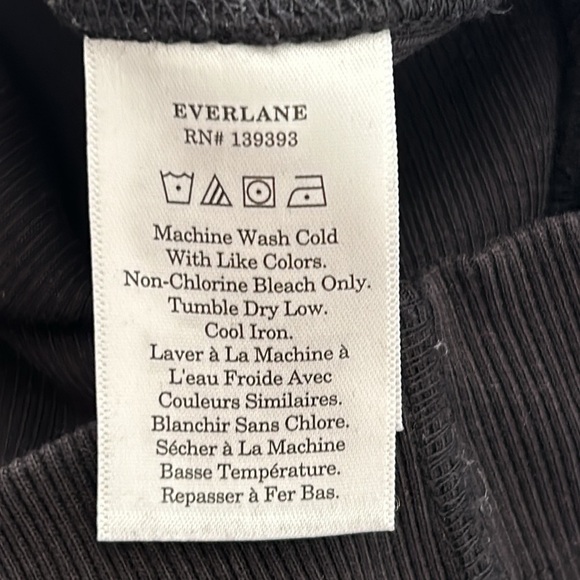 EVERLANE
RN# 139393
Machine Wash Cold
With Like Colors.
Non-Chlorine Bleach Only.
Tumble Dry Low.
Cool Iron.
Laver à La Machine à
L'eau Froide Avec
Couleurs Similaires.
Blanchir Sans Chlore.
Sécher à La Machine
Basse Température.
Repasser à Fer Bas.